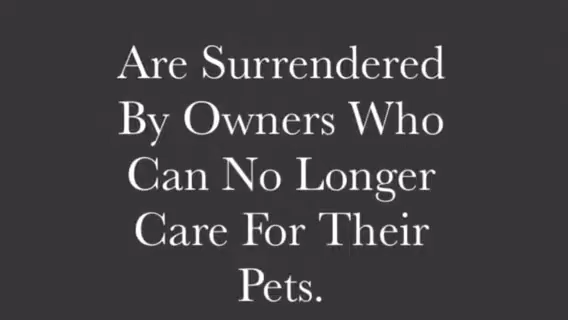 Are Surrendered
By Owners Who
Can No Longer
Care For Their
Pets.